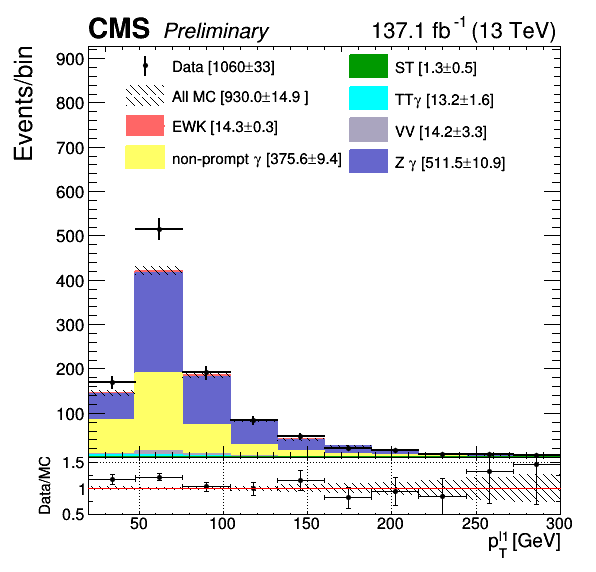 CMS Preliminary 137.1 fb⁻¹ (13 TeV)
Events/bin
900
800
700
600
500
400
300
200
100
Data [1060±33]
All MC [930.0±14.9 ]
EWK [14.3±0.3]
non-prompt γ [375.6±9.4]
ST [1.3±0.5]
TTγ [13.2±1.6]
VV [14.2±3.3]
Z γ [511.5±10.9]
Data/MC
1.5
1
0.5
50 100 150 200 250 300
p_T^l1 [GeV]